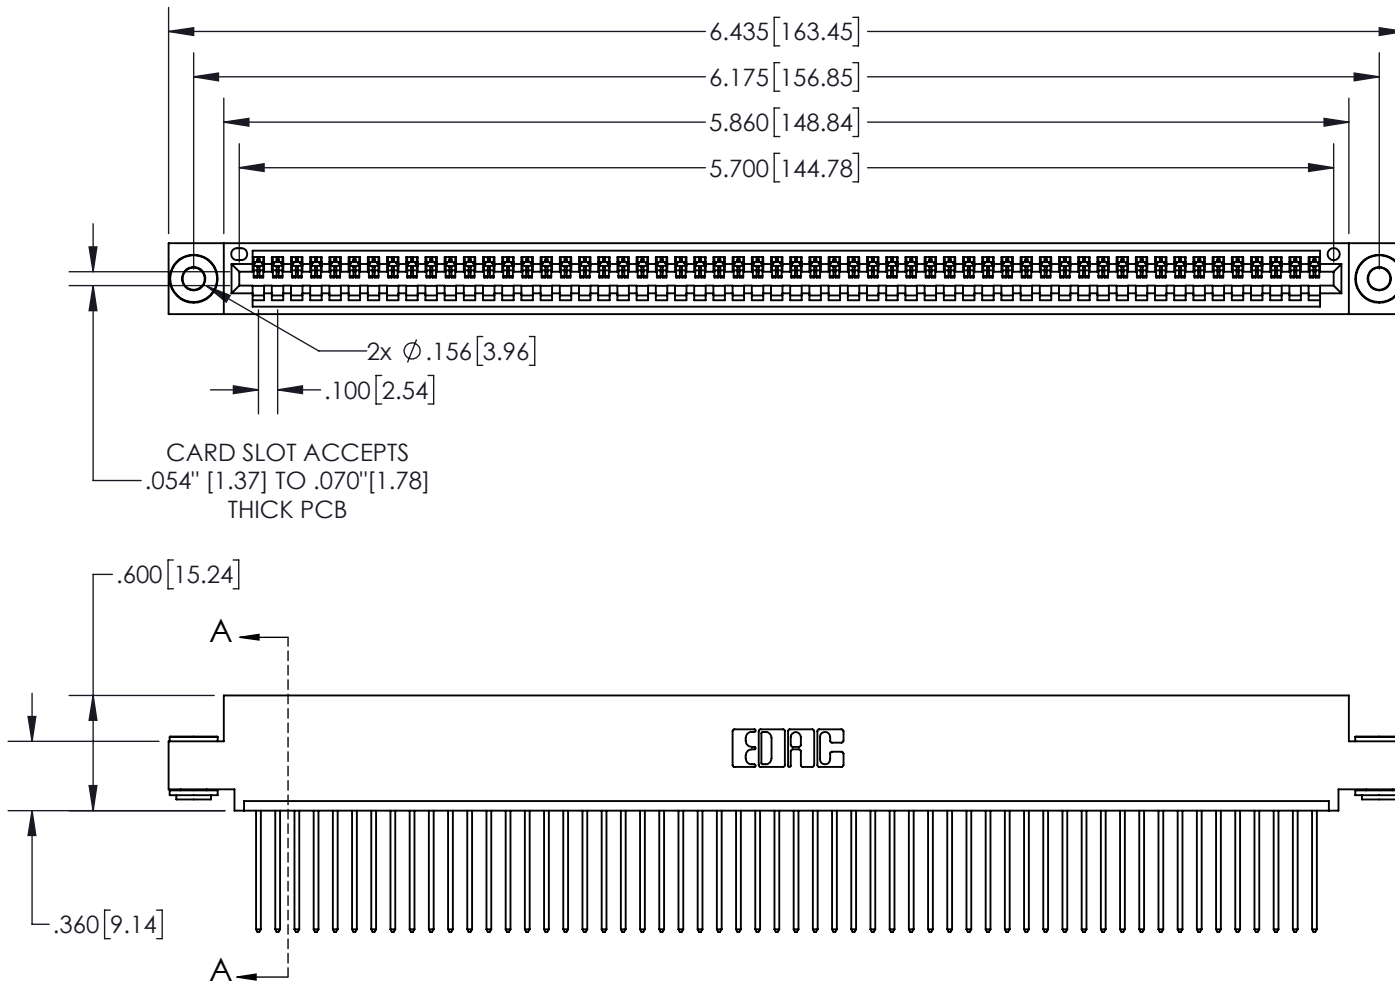 6.435[163.45]
6.175[156.85]
5.860[148.84]
5.700[144.78]
2x Ø.156[3.96]
.100[2.54]
CARD SLOT ACCEPTS
.054" [1.37] TO .070"[1.78]
THICK PCB
.600[15.24]
A
EDAC
.360[9.14]
A